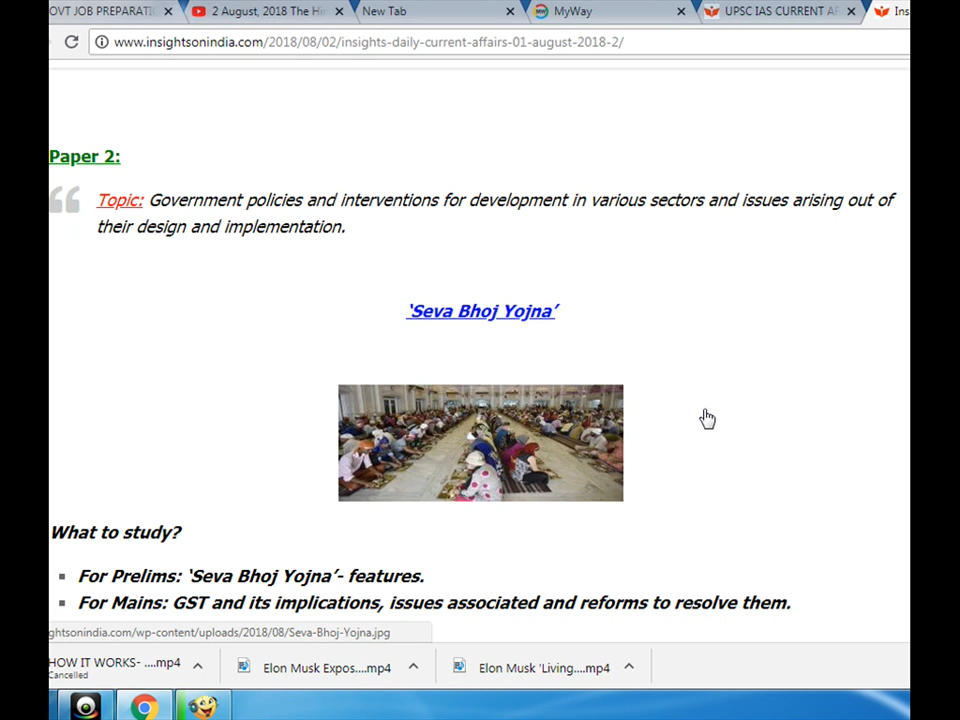 OVT JOB PREPARATI
2 August, 2018 The Hi
New Tab
MyWay
UPSC IAS CURRENT AF
Ins
www.insightsonindia.com/2018/08/02/insights-daily-current-affairs-01-august-2018-2/
Paper 2:
Topic: Government policies and interventions for development in various sectors and issues arising out of
their design and implementation.
‘Seva Bhoj Yojna’
What to study?
For Prelims: ‘Seva Bhoj Yojna’- features.
For Mains: GST and its implications, issues associated and reforms to resolve them.
ghtsonindia.com/wp-content/uploads/2018/08/Seva-Bhoj-Yojna.jpg
HOW IT WORKS- ....mp4
Cancelled
Elon Musk Expos....mp4
Elon Musk 'Living....mp4